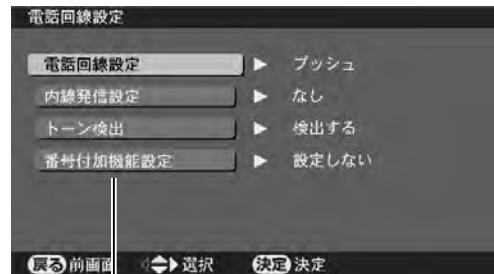 電話回線設定
電話回線設定 ▶ プッシュ
内線発信設定 ▶ なし
トーン検出 ▶ 検出する
番号付加機能設定 ▶ 設定しない
戻る 前画面 選択 決定 決定